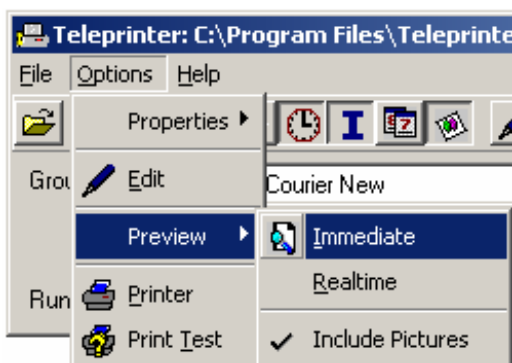 Teleprinter: C:\Program Files\Teleprinte
File Options Help
Properties
Grou
Edit
Courier New
Preview
Immediate
Realtime
Run
Printer
Print Test
Include Pictures